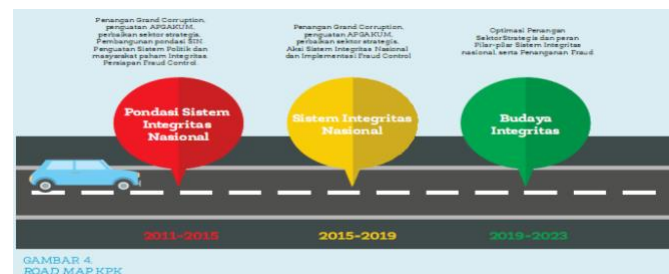 Penangan Grand Corruption,
penguatan APGAKUM,
perbaikan sektor strategis,
Pembangunan pondasi SIN
Penguatan Sistem Politik dan
masyarakat paham Integritas
Persiapan Fraud Control.
Penangan Grand Corruption,
penguatan APGAKUM,
perbaikan sektor strategis,
Aksi Sistem Integritas Nasional
dan Implementasi Fraud Control
Optimasi Penangan
SektorStrategis dan peran
Pilar-pilar Sistem Integritas
nasional, serta Penanganan Fraud.
Pondasi Sistem
Integritas
Nasional
Sistem Integritas
Nasional
Budaya
Integritas
2011-2015
2015-2019
2019-2023
GAMBAR 4.
ROAD MAP KPK